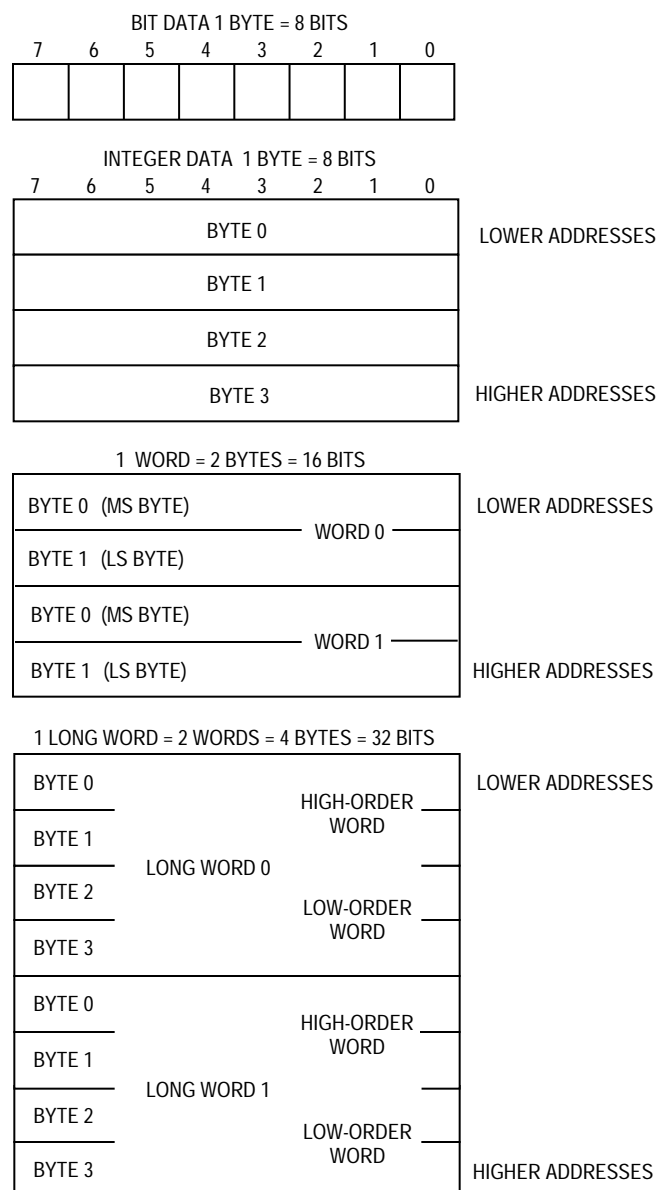 BIT DATA 1 BYTE = 8 BITS
7 6 5 4 3 2 1 0
INTEGER DATA 1 BYTE = 8 BITS
7 6 5 4 3 2 1 0
BYTE 0 LOWER ADDRESSES
BYTE 1
BYTE 2
BYTE 3 HIGHER ADDRESSES
1 WORD = 2 BYTES = 16 BITS
BYTE 0 (MS BYTE) LOWER ADDRESSES
WORD 0
BYTE 1 (LS BYTE)
BYTE 0 (MS BYTE)
WORD 1
BYTE 1 (LS BYTE) HIGHER ADDRESSES
1 LONG WORD = 2 WORDS = 4 BYTES = 32 BITS
BYTE 0 LOWER ADDRESSES
HIGH-ORDER
WORD
BYTE 1
LONG WORD 0
BYTE 2
LOW-ORDER
WORD
BYTE 3
BYTE 0
HIGH-ORDER
WORD
BYTE 1
LONG WORD 1
BYTE 2
LOW-ORDER
WORD
BYTE 3 HIGHER ADDRESSES